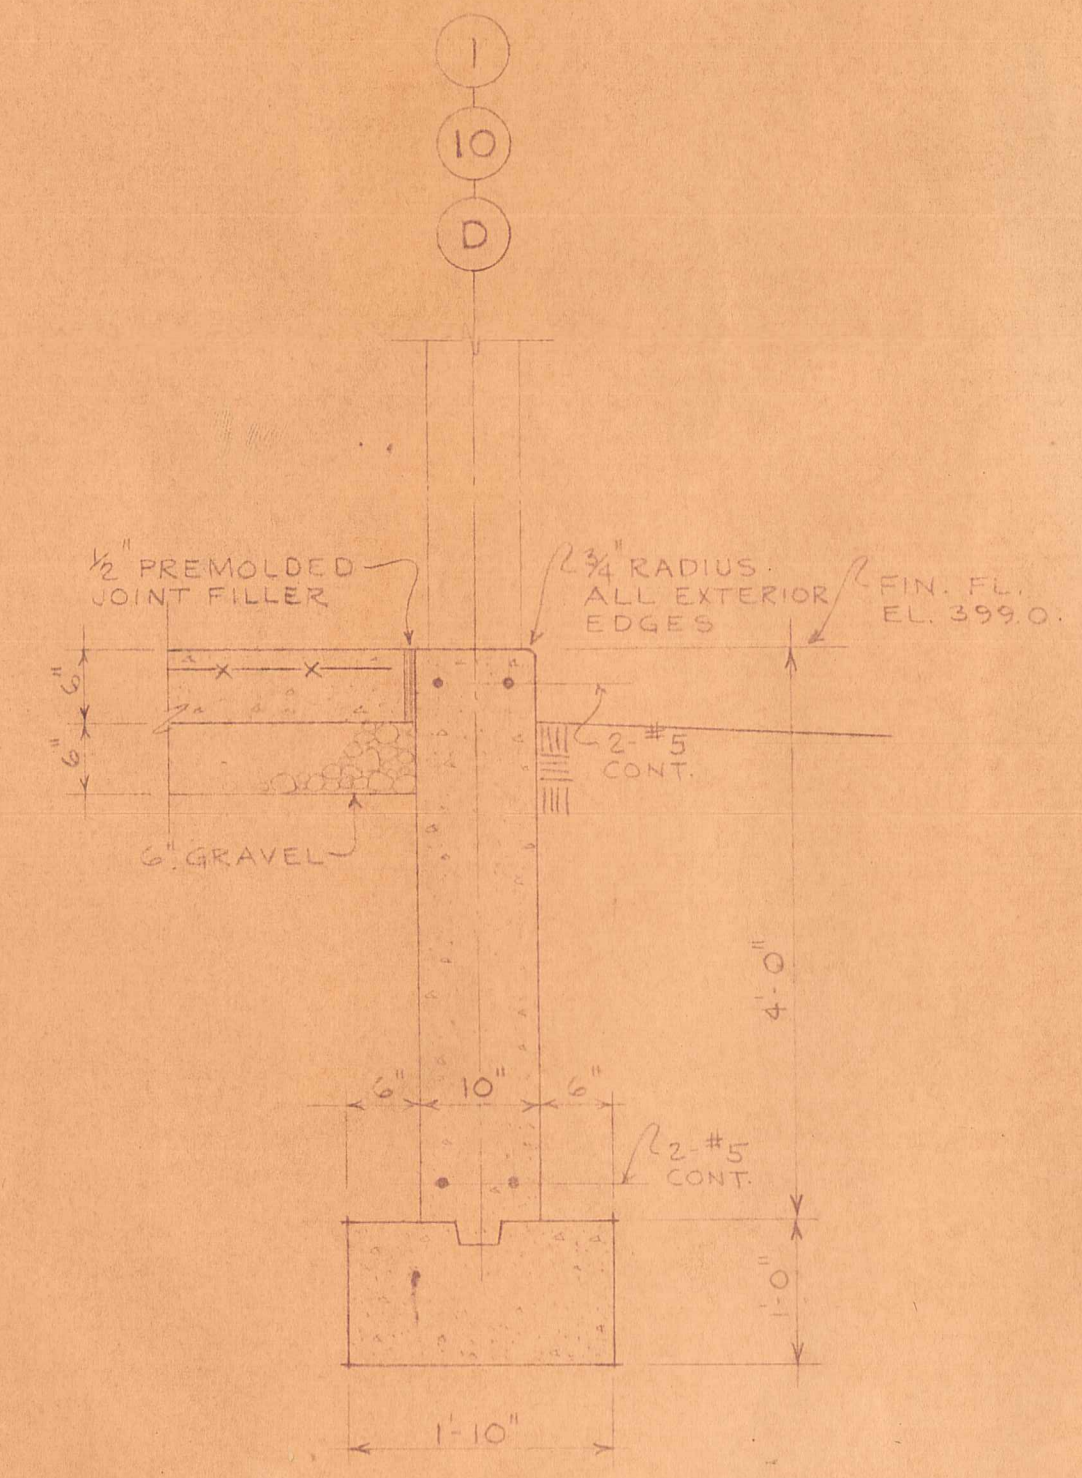 1
10
D
1/2" PREMOLDED
JOINT FILLER
3/4" RADIUS
ALL EXTERIOR
EDGES
FIN. FL.
EL. 399.0.
6"
6"
2-#5
CONT.
6" GRAVEL
4'-0"
6"
10"
6"
2-#5
CONT.
1'-0"
1'-10"